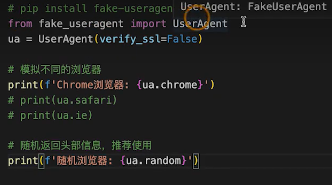 # pip install fake-useragen
UserAgent: FakeUserAgent
from fake_useragent import UserAgent
ua = UserAgent(verify_ssl=False)
# 模拟不同的浏览器
print(f'Chrome浏览器: {ua.chrome}')
# print(ua.safari)
# print(ua.ie)
# 随机返回头部信息，推荐使用
print(f'随机浏览器: {ua.random}')